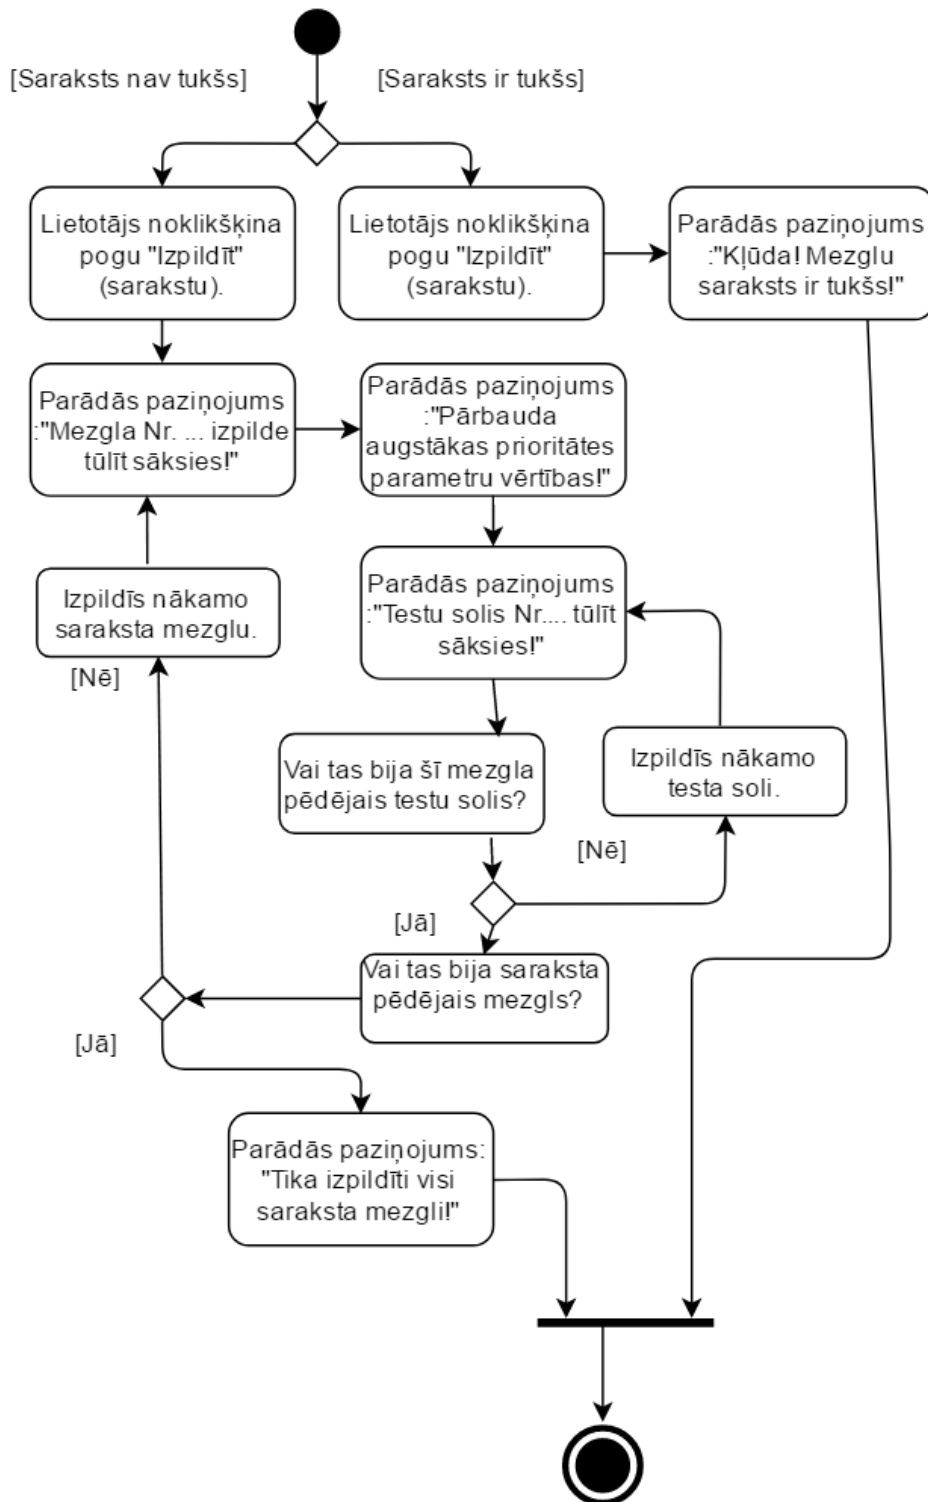 [Saraksts nav tukšs]
[Saraksts ir tukšs]
Lietotājs noklikšķina
pogu "Izpildīt"
(sarakstu).
Lietotājs noklikšķina
pogu "Izpildīt"
(sarakstu).
Parādās paziņojums
:"Kļūda! Mezglu
saraksts ir tukšs!"
Parādās paziņojums
:"Mezgla Nr. ... izpilde
tūlīt sāksies!"
Parādās paziņojums
:"Pārbauda
augstākas prioritātes
parametru vērtības!"
Izpildīs nākamo
saraksta mezglu.
[Nē]
Parādās paziņojums
:"Testu solis Nr.... tūlīt
sāksies!"
Vai tas bija šī mezgla
pēdējais testu solis?
Izpildīs nākamo
testa soli.
[Nē]
[Jā]
Vai tas bija saraksta
pēdējais mezgls?
[Jā]
Parādās paziņojums:
"Tika izpildīti visi
saraksta mezgli!"